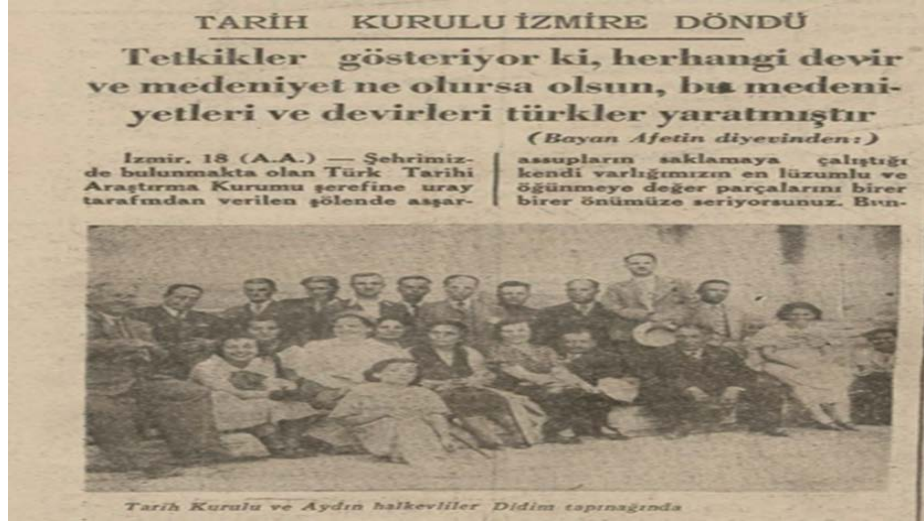 TARİH KURULU İZMİRE DÖNDÜ
Tetkikler gösteriyor ki, herhangi devir
ve medeniyet ne olursa olsun, bu medeni-
yetleri ve devirleri türkler yaratmıştır
(Bayan Afetin diyevinden:)
İzmir, 18 (A.A.) — Şehrimiz-
de bulunmakta olan Türk Tarihi
Araştırma Kurumu şerefine uray
tarafından verilen şölende aşşar-
assupların saklamaya çalıştığı
kendi varlığımızın en lüzumlu ve
öğünmeye değer parçalarını birer
birer önümüze seriyorsunuz. Bun-
Tarih Kurulu ve Aydın halkevliler Didim tapınağında